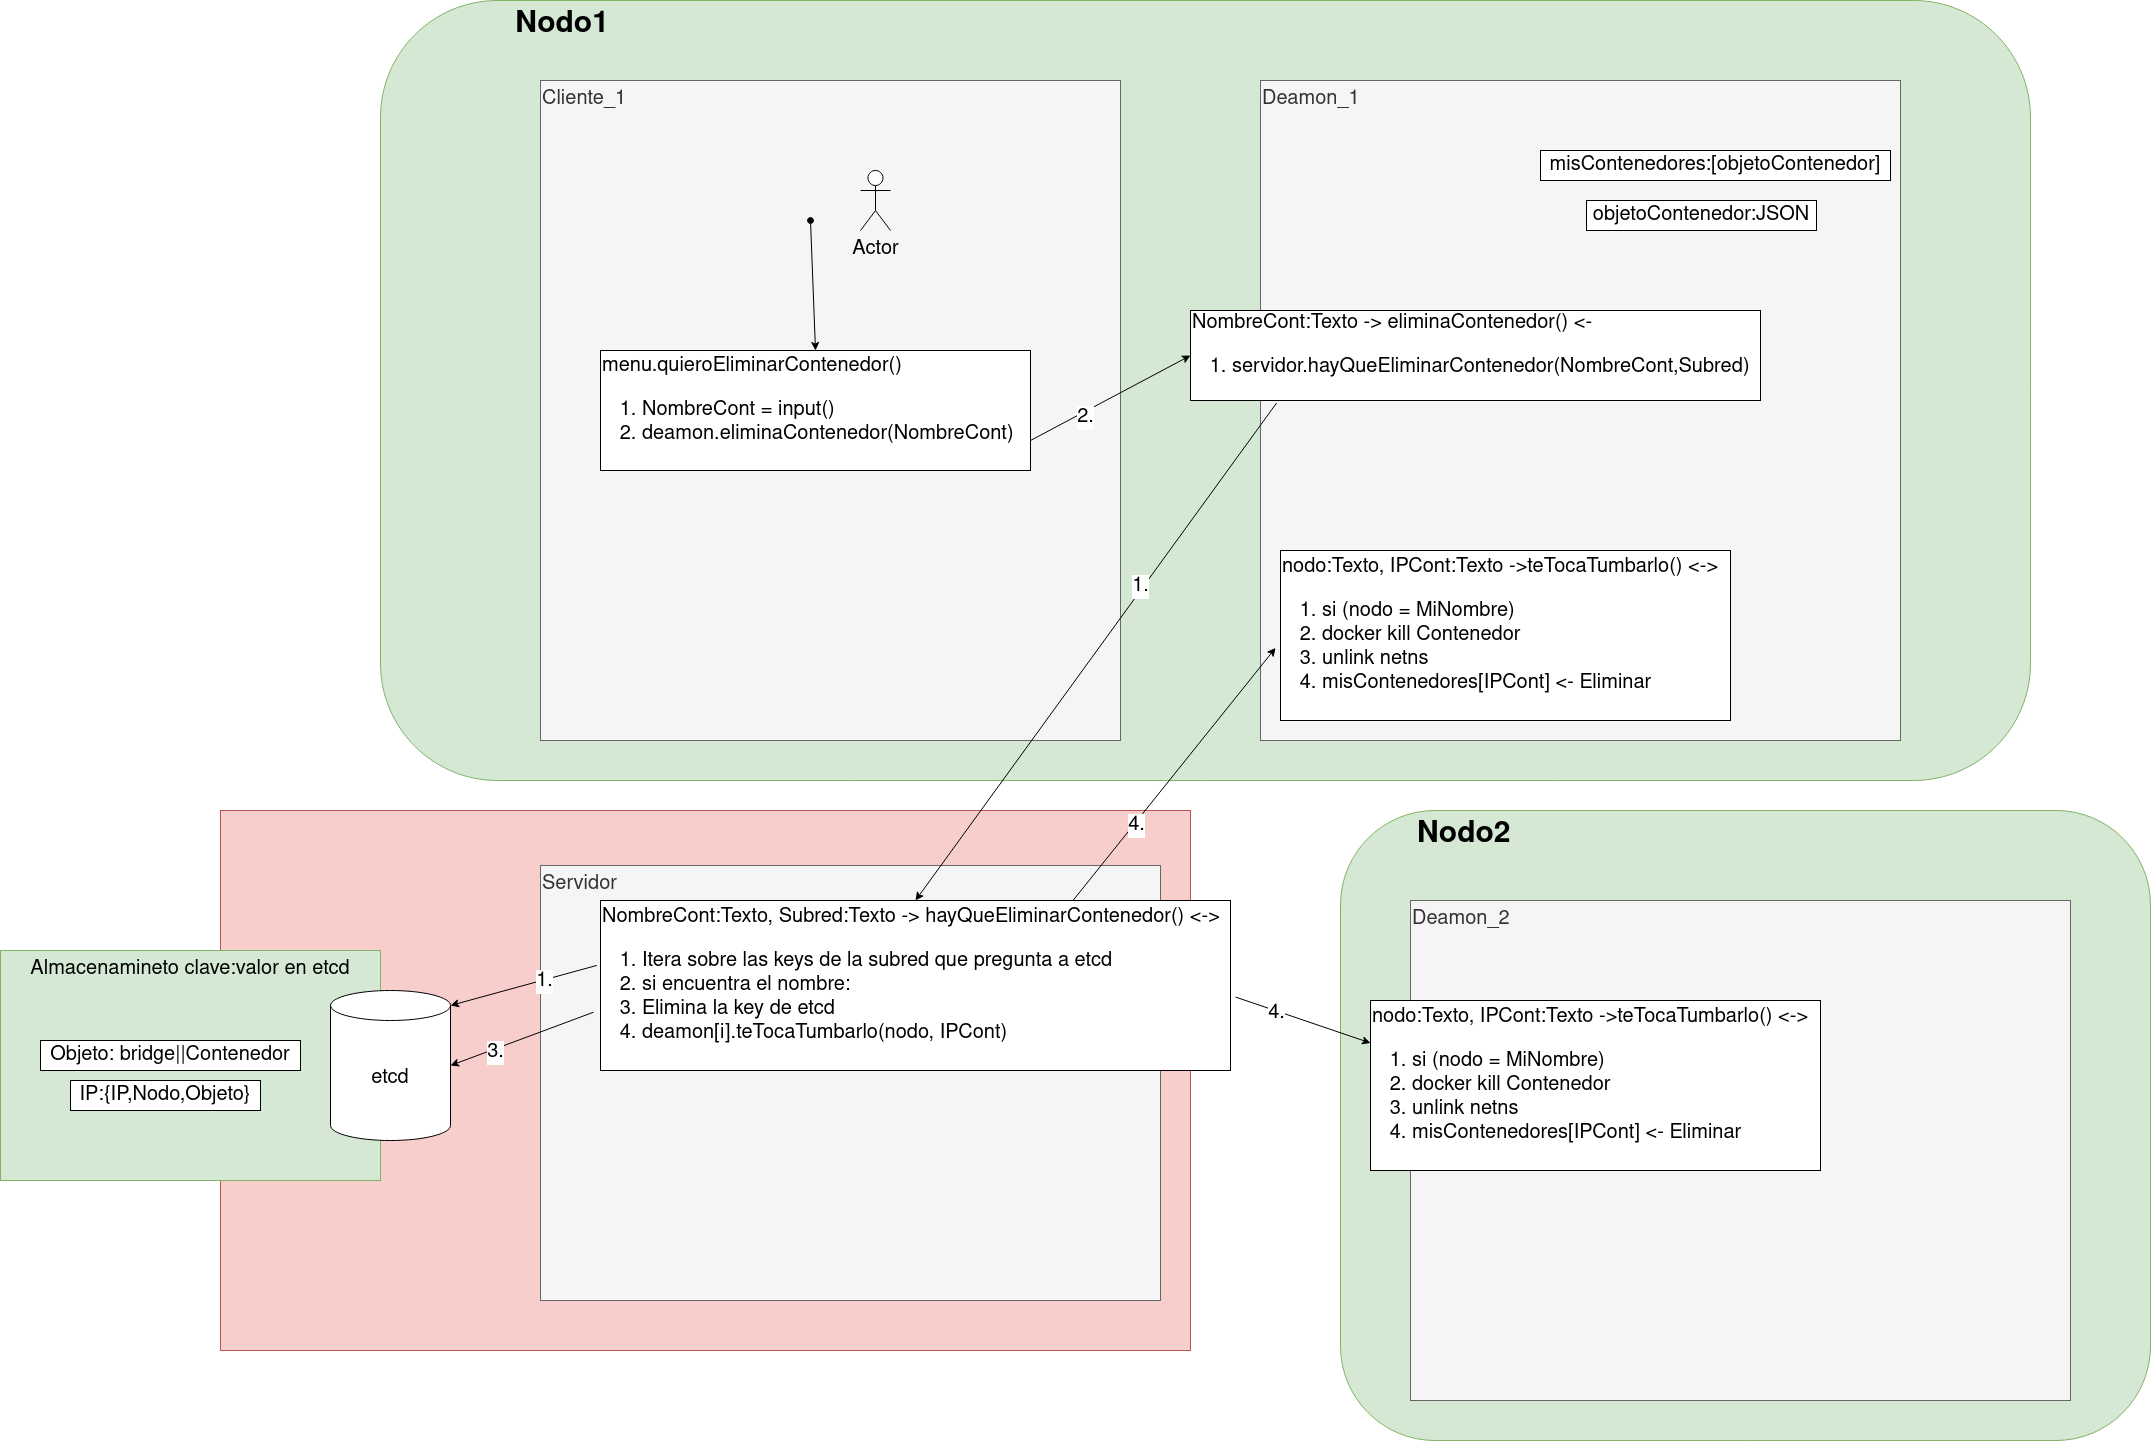 Nodo1
Cliente_1
Actor
menu.quieroEliminarContenedor()
1. NombreCont = input()
2. deamon.eliminaContenedor(NombreCont)
2.
Deamon_1
misContenedores:[objetoContenedor]
objetoContenedor:JSON
NombreCont:Texto -> eliminaContenedor() <-
1. servidor.hayQueEliminarContenedor(NombreCont,Subred)
1.
nodo:Texto, IPCont:Texto ->teTocaTumbarlo() <->
1. si (nodo = MiNombre)
2. docker kill Contenedor
3. unlink netns
4. misContenedores[IPCont] <- Eliminar
4.
Servidor
NombreCont:Texto, Subred:Texto -> hayQueEliminarContenedor() <->
1. Itera sobre las keys de la subred que pregunta a etcd
2. si encuentra el nombre:
3. Elimina la key de etcd
4. deamon[i].teTocaTumbarlo(nodo, IPCont)
1.
3.
4.
Almacenamineto clave:valor en etcd
Objeto: bridge||Contenedor
IP:{IP,Nodo,Objeto}
etcd
Nodo2
Deamon_2
nodo:Texto, IPCont:Texto ->teTocaTumbarlo() <->
1. si (nodo = MiNombre)
2. docker kill Contenedor
3. unlink netns
4. misContenedores[IPCont] <- Eliminar